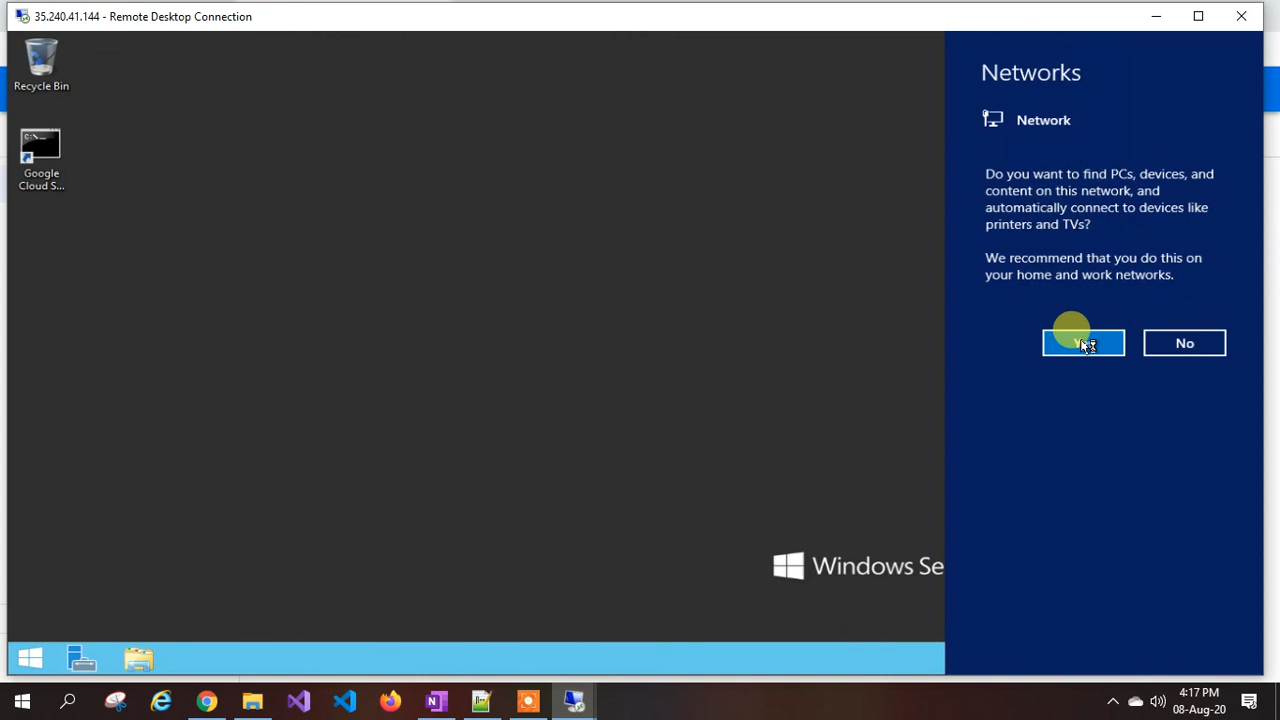 35.240.41.144 - Remote Desktop Connection
Recycle Bin
Google
Cloud S...
Networks
Network
Do you want to find PCs, devices, and
content on this network, and
automatically connect to devices like
printers and TVs?
We recommend that you do this on
your home and work networks.
No
Windows Se
4:17 PM
08-Aug-20